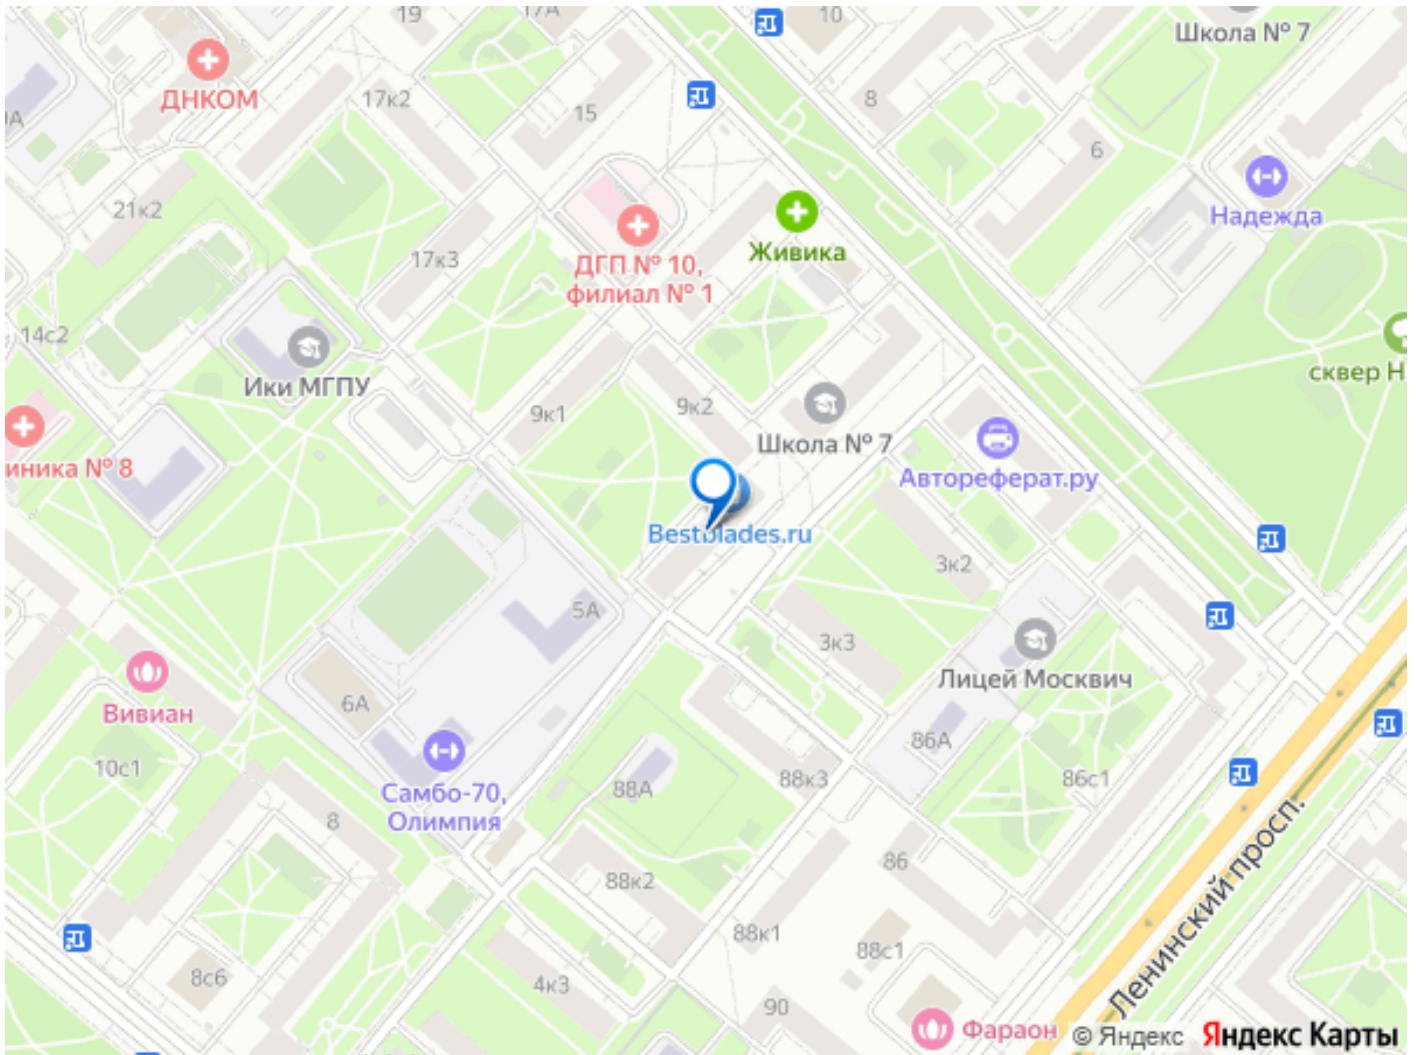 19
17А
10
Школа № 7
ДНКОМ
17к2
15
8
6
21к2
Надежда
17к3
ДГП № 10,
филиал № 1
Живика
14с2
Ики МГПУ
9к1
9к2
Школа № 7
сквер Н
иника № 8
Автореферат.ру
Bestblades.ru
3к2
5А
3к3
Лицей Москвич
6А
Вивиан
86А
10с1
Самбо-70,
Олимпия
88А
88к3
86с1
8
Ленинский просп.
88к2
86
88к1
88с1
8с6
4к3
90
Фараон
© Яндекс Яндекс Карты